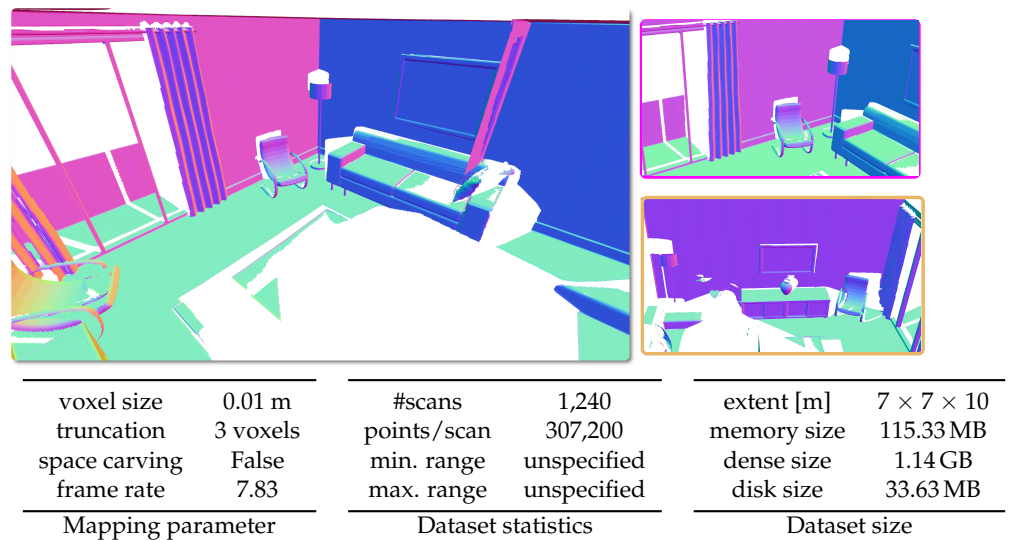 voxel size 0.01 m
truncation 3 voxels
space carving False
frame rate 7.83
Mapping parameter
#scans 1,240
points/scan 307,200
min. range unspecified
max. range unspecified
Dataset statistics
extent [m] 7 × 7 × 10
memory size 115.33 MB
dense size 1.14 GB
disk size 33.63 MB
Dataset size